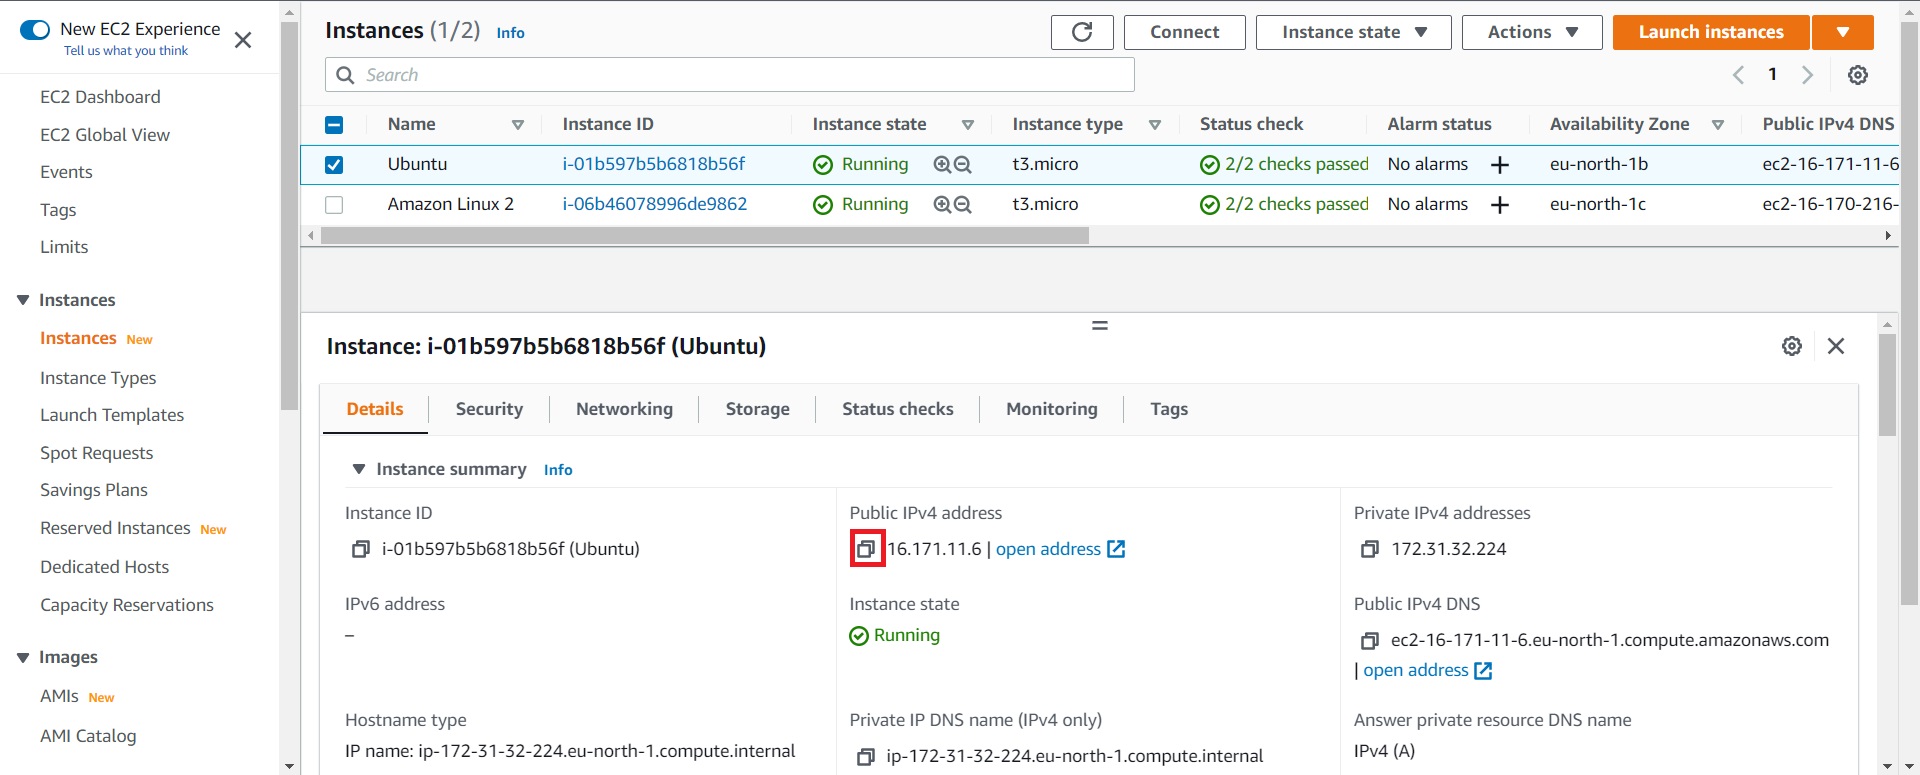 New EC2 Experience
Tell us what you think
EC2 Dashboard
EC2 Global View
Events
Tags
Limits
Instances
Instances New
Instance Types
Launch Templates
Spot Requests
Savings Plans
Reserved Instances New
Dedicated Hosts
Capacity Reservations
Images
AMIs New
AMI Catalog
Instances (1/2) Info
Connect
Instance state
Actions
Launch instances
Search
1
Name Instance ID Instance state Instance type Status check Alarm status Availability Zone Public IPv4 DNS
Ubuntu i-01b597b5b6818b56f Running t3.micro 2/2 checks passed No alarms eu-north-1b ec2-16-171-11-6
Amazon Linux 2 i-06b46078996de9862 Running t3.micro 2/2 checks passed No alarms eu-north-1c ec2-16-170-216-
Instance: i-01b597b5b6818b56f (Ubuntu)
Details Security Networking Storage Status checks Monitoring Tags
Instance summary Info
Instance ID
i-01b597b5b6818b56f (Ubuntu)
Public IPv4 address
16.171.11.6 | open address
Private IPv4 addresses
172.31.32.224
IPv6 address
–
Instance state
Running
Public IPv4 DNS
ec2-16-171-11-6.eu-north-1.compute.amazonaws.com
| open address
Hostname type
IP name: ip-172-31-32-224.eu-north-1.compute.internal
Private IP DNS name (IPv4 only)
ip-172-31-32-224.eu-north-1.compute.internal
Answer private resource DNS name
IPv4 (A)